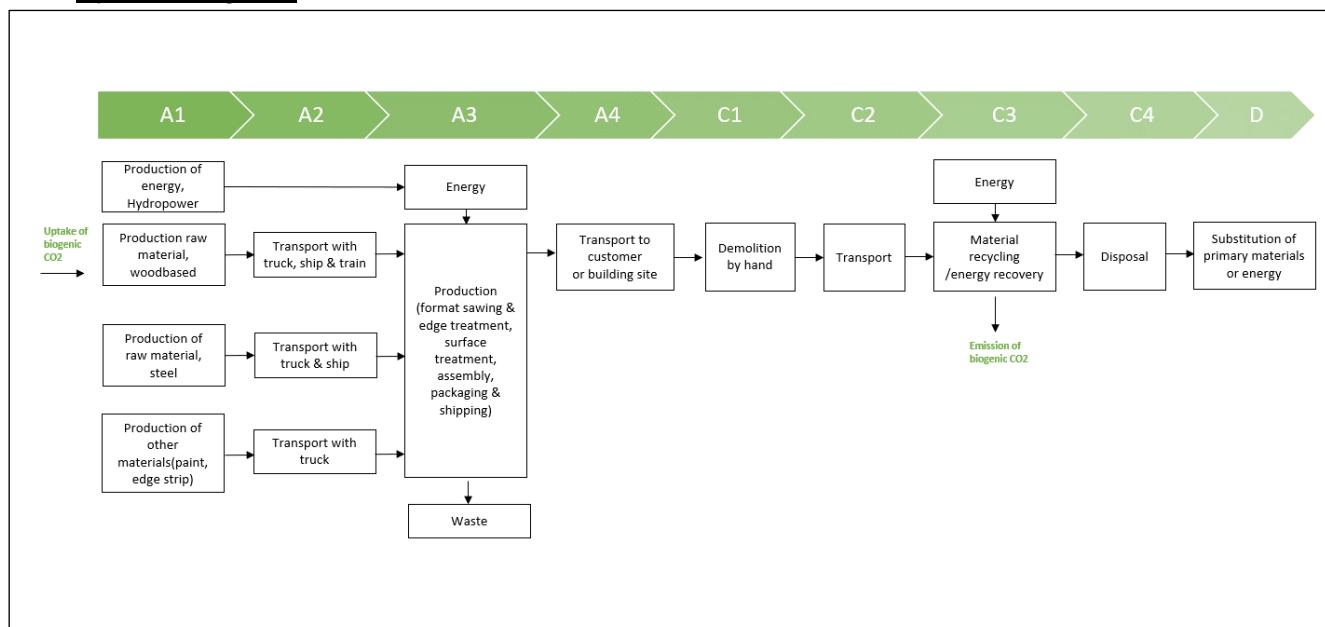 A1 A2 A3 A4 C1 C2 C3 C4 D
Production of
energy,
Hydropower
Energy
Energy
Uptake of
biogenic
CO2
Production raw
material,
woodbased
Transport with
truck, ship & train
Production
(format sawing &
edge treatment,
surface
treatment,
assembly,
packaging &
shipping)
Transport to
customer
or building site
Demolition
by hand
Transport
Material
recycling
/energy recovery
Disposal
Substitution of
primary materials
or energy
Production of
raw material,
steel
Transport with
truck & ship
Emission of
biogenic CO2
Production of
other
materials(paint,
edge strip)
Transport with
truck
Waste